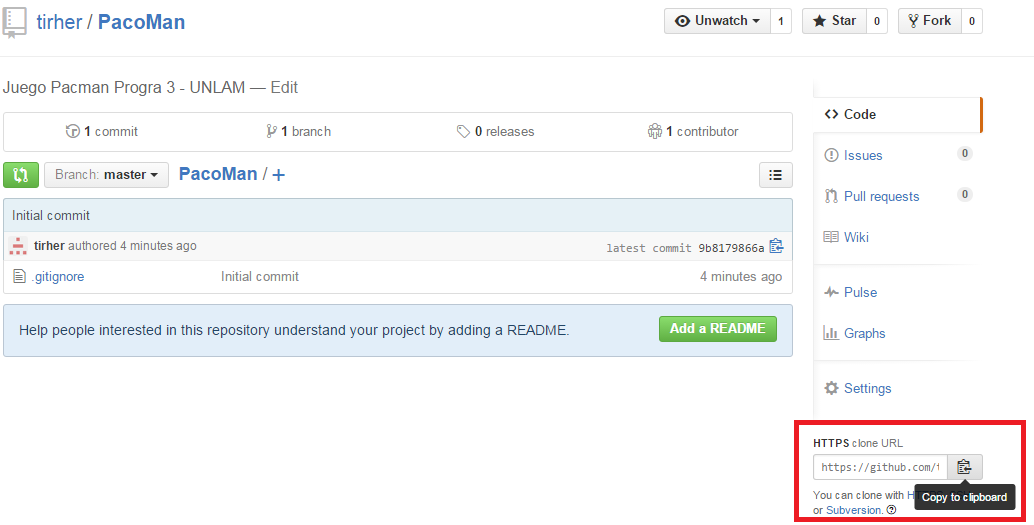 tirher / PacoMan
Unwatch 1 Star 0 Fork 0
Juego Pacman Progra 3 - UNLAM — Edit
1 commit 1 branch 0 releases 1 contributor
Branch: master PacoMan / +
Initial commit
tirher authored 4 minutes ago latest commit 9b8179866a
.gitignore Initial commit 4 minutes ago
Help people interested in this repository understand your project by adding a README. Add a README
Code
Issues 0
Pull requests 0
Wiki
Pulse
Graphs
Settings
HTTPS clone URL
https://github.com/t
You can clone with
Copy to clipboard
or Subversion.